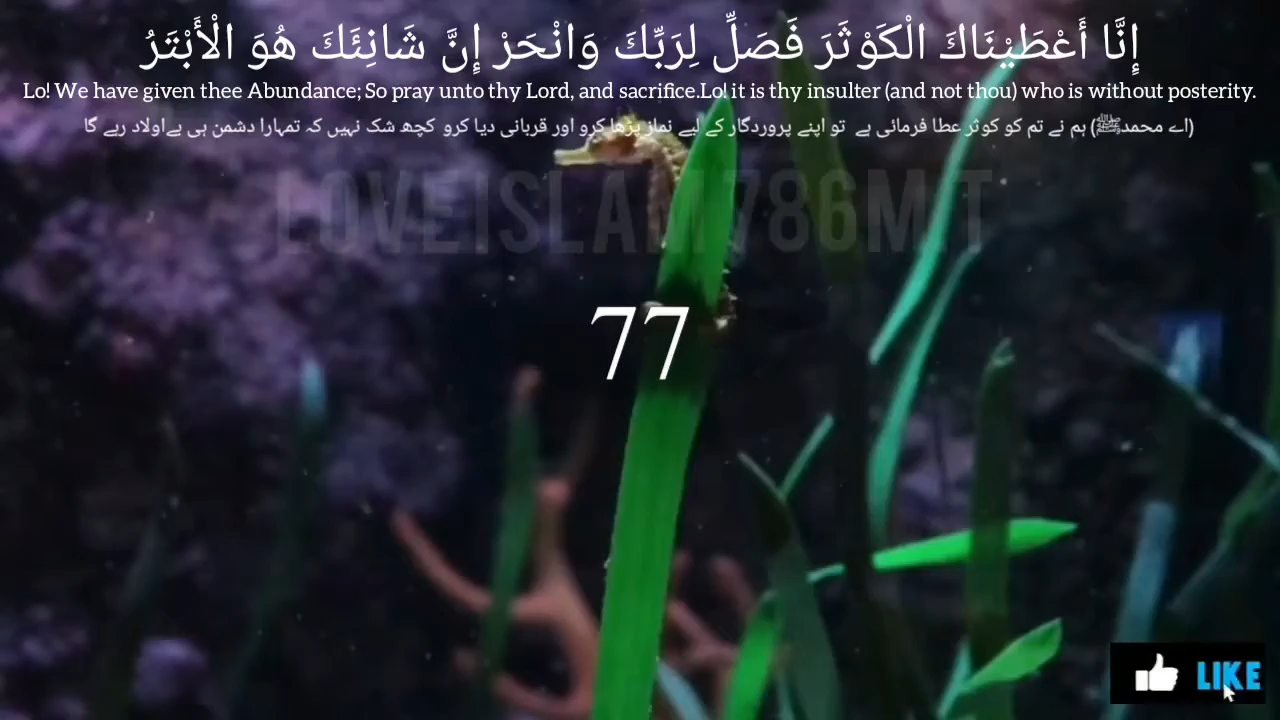 إِنَّا أَعْطَيْنَاكَ الْكَوْثَرَ فَصَلِّ لِرَبِّكَ وَانْحَرْ إِنَّ شَانِئَكَ هُوَ الْأَبْتَرُ
Lo! We have given thee Abundance; So pray unto thy Lord, and sacrifice.Lo! it is thy insulter (and not thou) who is without posterity.
(اے محمدﷺ) ہم نے تم کو کوثر عطا فرمائی ہے تو اپنے پروردگار کے لیے نماز پڑھا کرو اور قربانی دیا کرو کچھ شک نہیں کہ تمہارا دشمن ہی بےاولاد رہے گا
LOVEISLAM786MIT
77
LIKE